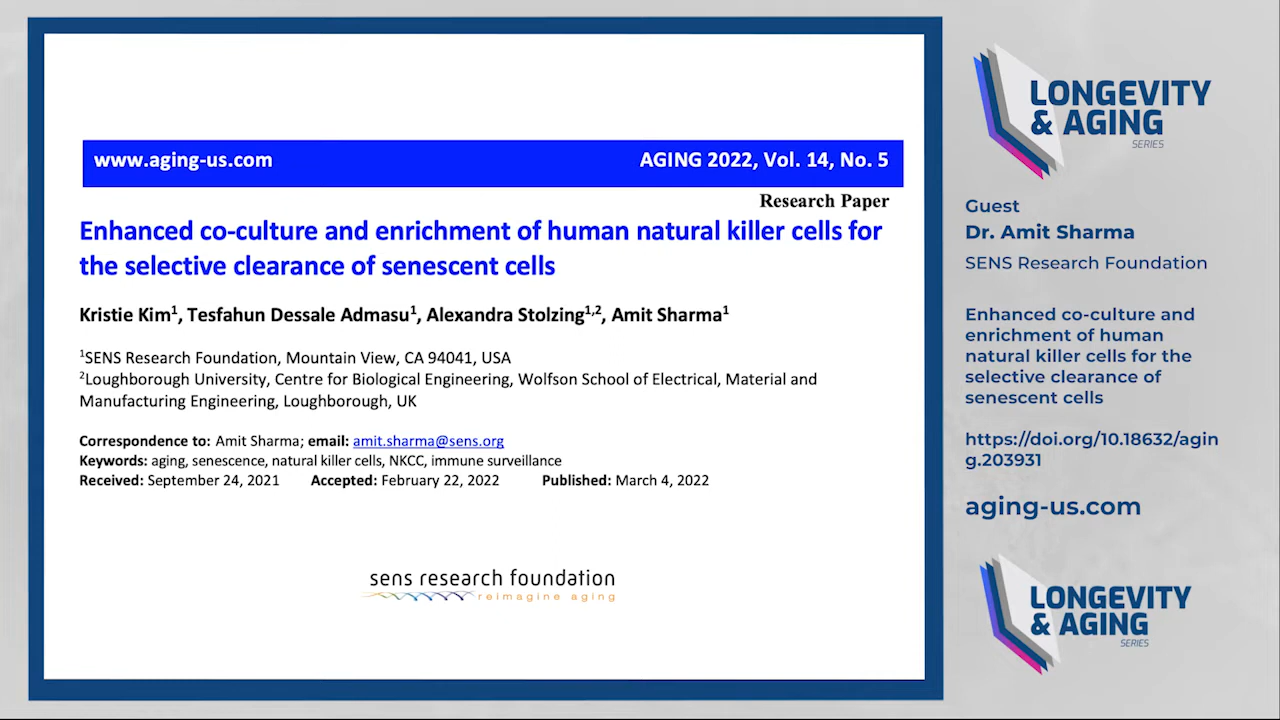 www.aging-us.com AGING 2022, Vol. 14, No. 5
Research Paper
Enhanced co-culture and enrichment of human natural killer cells for
the selective clearance of senescent cells
Kristie Kim1, Tesfahun Dessale Admasu1, Alexandra Stolzing1,2, Amit Sharma1
1SENS Research Foundation, Mountain View, CA 94041, USA
2Loughborough University, Centre for Biological Engineering, Wolfson School of Electrical, Material and
Manufacturing Engineering, Loughborough, UK
Correspondence to: Amit Sharma; email: amit.sharma@sens.org
Keywords: aging, senescence, natural killer cells, NKCC, immune surveillance
Received: September 24, 2021 Accepted: February 22, 2022 Published: March 4, 2022
sens research foundation
reimagine aging
LONGEVITY
& AGING
SERIES
Guest
Dr. Amit Sharma
SENS Research Foundation
Enhanced co-culture and
enrichment of human
natural killer cells for the
selective clearance of
senescent cells
https://doi.org/10.18632/agin
g.203931
aging-us.com
LONGEVITY
& AGING
SERIES